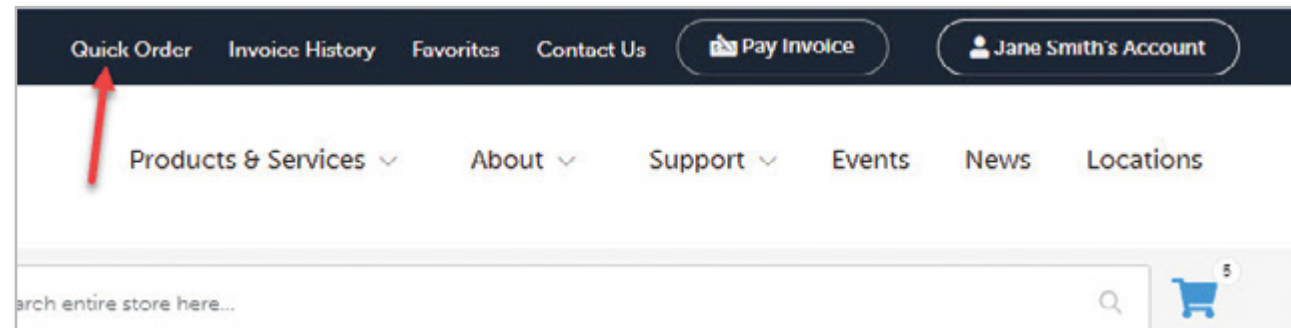 Quick Order Invoice History Favorites Contact Us Pay Invoice Jane Smith's Account
Products & Services About Support Events News Locations
5
arch entire store here...